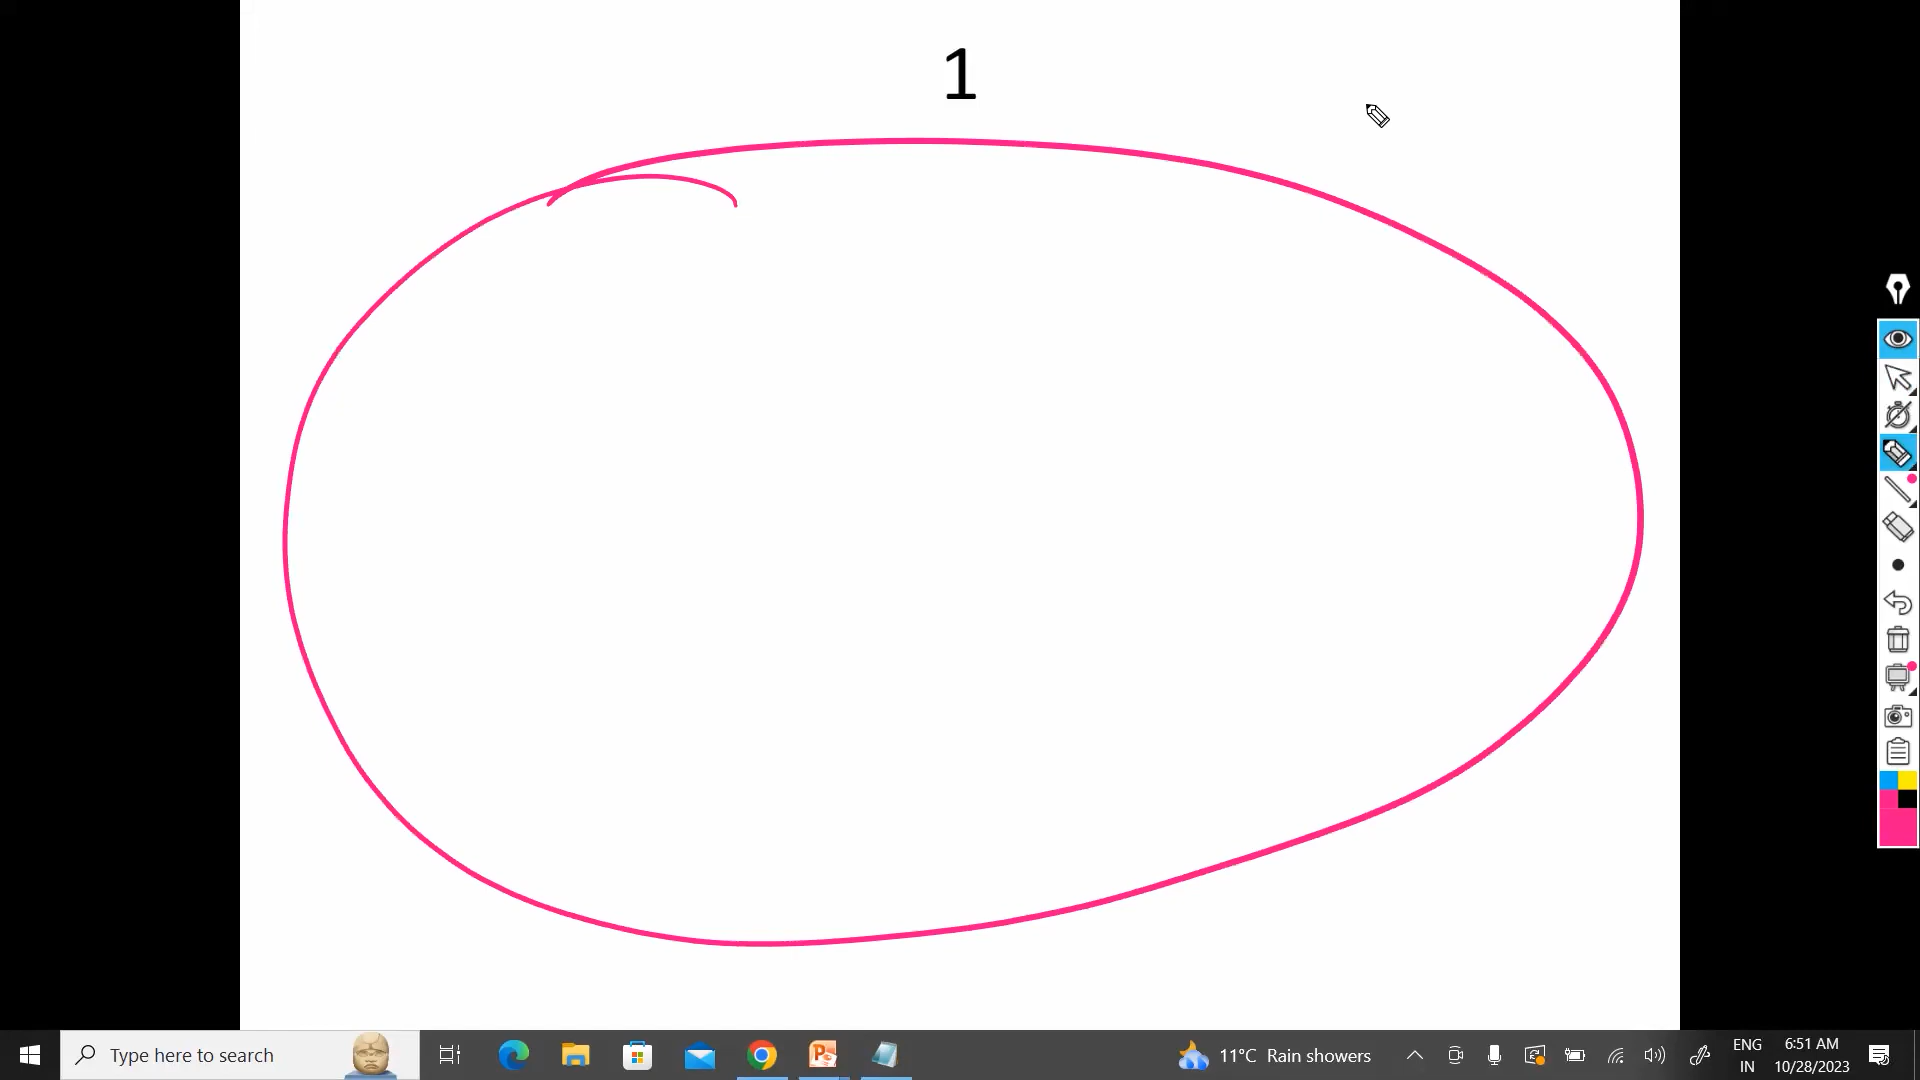 1
Type here to search
11°C Rain showers
ENG
IN
6:51 AM
10/28/2023